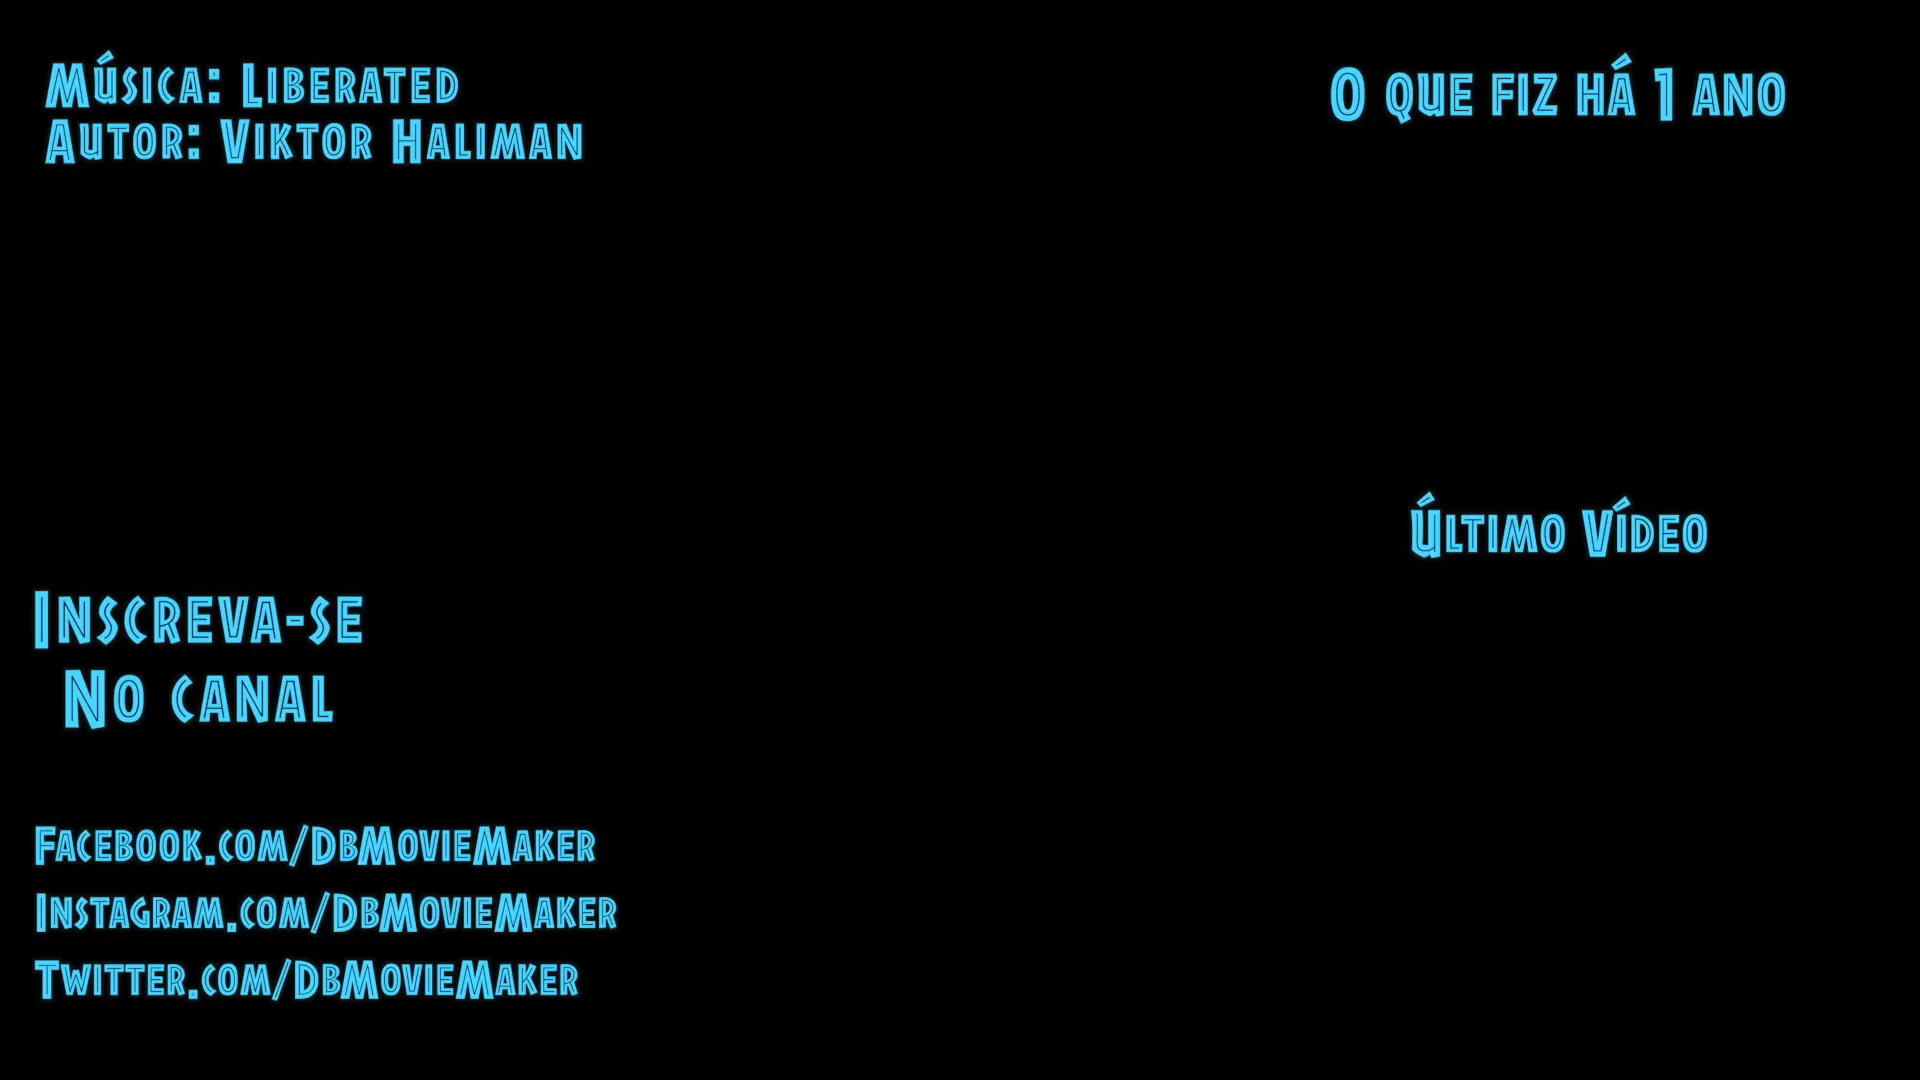 Música: Liberated
Autor: Viktor Haliman
O que fiz há 1 ano
Último Vídeo
Inscreva-se
No canal
Facebook.com/DbMovieMaker
Instagram.com/DbMovieMaker
Twitter.com/DbMovieMaker